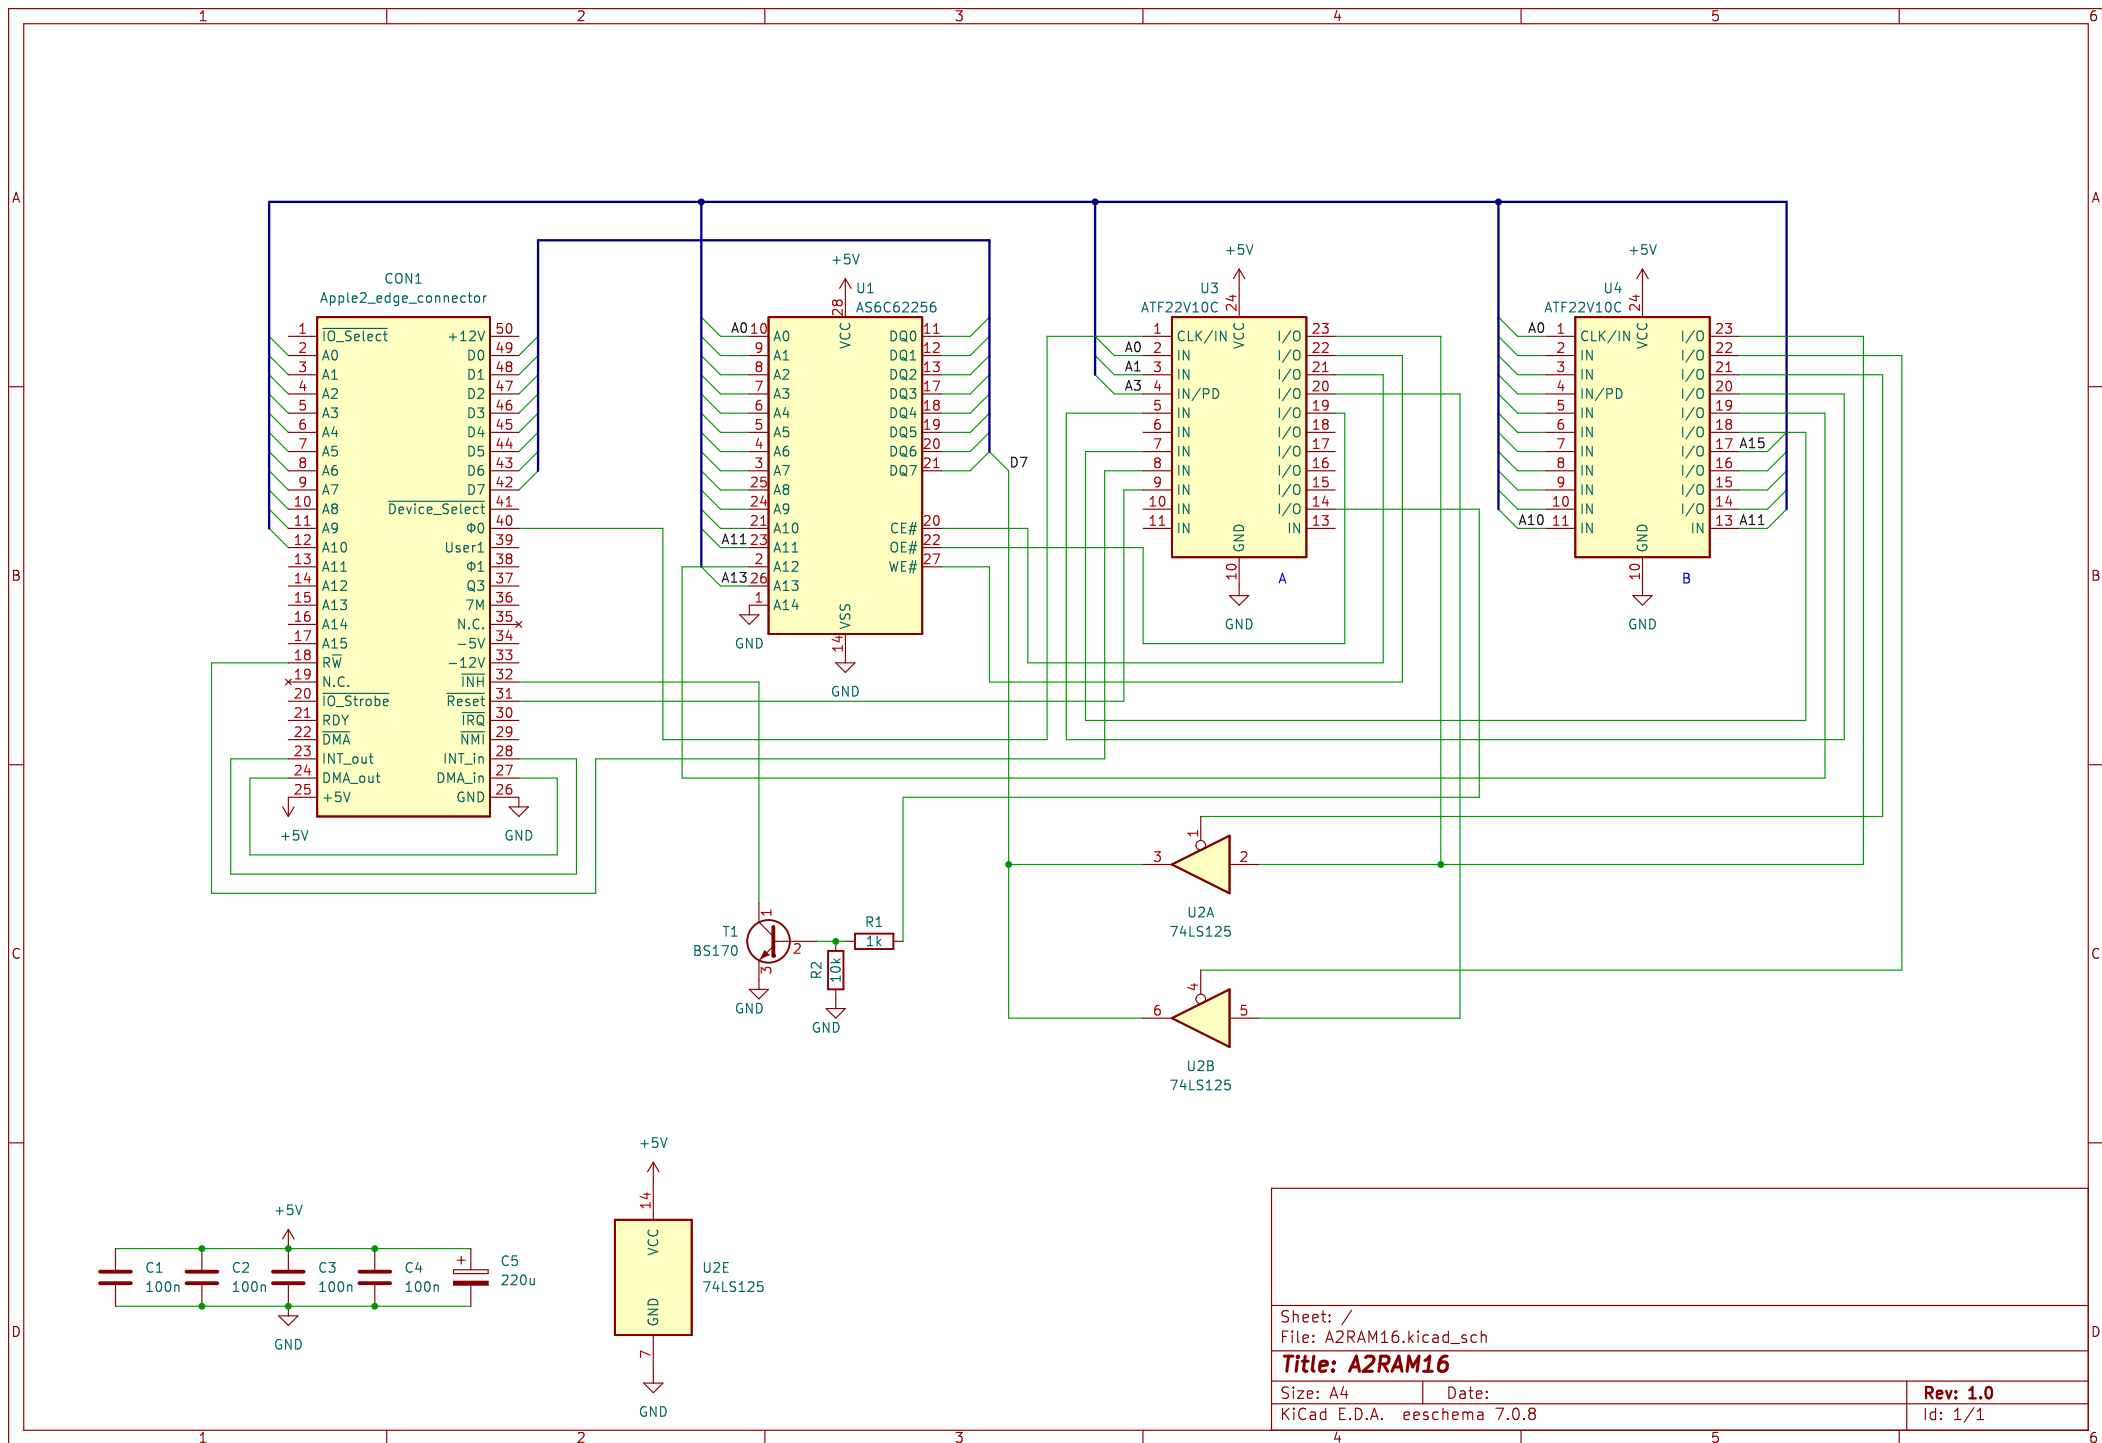 1 2 3 4 5 6
A A
B B
C C
D D
CON1
Apple2_edge_connector
1 IO_Select
2 A0
3 A1
4 A2
5 A3
6 A4
7 A5
8 A6
9 A7
10 A8
11 A9
12 A10
13 A11
14 A12
15 A13
16 A14
17 A15
18 RW
19 N.C.
20 IO_Strobe
21 RDY
22 DMA
23 INT_out
24 DMA_out
25 +5V
+12V 50
D0 49
D1 48
D2 47
D3 46
D4 45
D5 44
D6 43
D7 42
Device_Select 41
Φ0 40
User1 39
Φ1 38
Q3 37
7M 36
N.C. 35
-5V 34
-12V 33
INH 32
Reset 31
IRQ 30
NMI 29
INT_in 28
DMA_in 27
GND 26
+5V
GND
+5V
U1
AS6C62256
28 VCC
A0 10 A0
9 A1
8 A2
7 A3
6 A4
5 A5
4 A6
3 A7
25 A8
24 A9
21 A10
A11 23 A11
2 A12
A13 26 A13
1 A14
GND
DQ0 11
DQ1 12
DQ2 13
DQ3 17
DQ4 18
DQ5 19
DQ6 20
DQ7 21
D7
CE# 20
OE# 22
WE# 27
VSS 14
GND
+5V
U3
ATF22V10C
24 VCC
1 CLK/IN
A0 2 IN
A1 3 IN
A3 4 IN/PD
5 IN
6 IN
7 IN
8 IN
9 IN
10 IN
11 IN
I/O 23
I/O 22
I/O 21
I/O 20
I/O 19
I/O 18
I/O 17
I/O 16
I/O 15
I/O 14
IN 13
GND 10
A
GND
+5V
U4
ATF22V10C
24 VCC
A0 1 CLK/IN
2 IN
3 IN
4 IN/PD
5 IN
6 IN
7 IN
8 IN
9 IN
10 IN
A10 11 IN
I/O 23
I/O 22
I/O 21
I/O 20
I/O 19
I/O 18
I/O 17 A15
I/O 16
I/O 15
I/O 14
IN 13 A11
GND 10
B
GND
1
3 2
U2A
74LS125
4
6 5
U2B
74LS125
T1
BS170
1
2
3
GND
R1
1k
R2
10k
GND
+5V
14
VCC
GND
7
U2E
74LS125
GND
+5V
C1
100n
C2
100n
C3
100n
C4
100n
+
C5
220u
GND
Sheet: /
File: A2RAM16.kicad_sch
Title: A2RAM16
Size: A4 Date: Rev: 1.0
KiCad E.D.A. eeschema 7.0.8 Id: 1/1
1 2 3 4 5 6